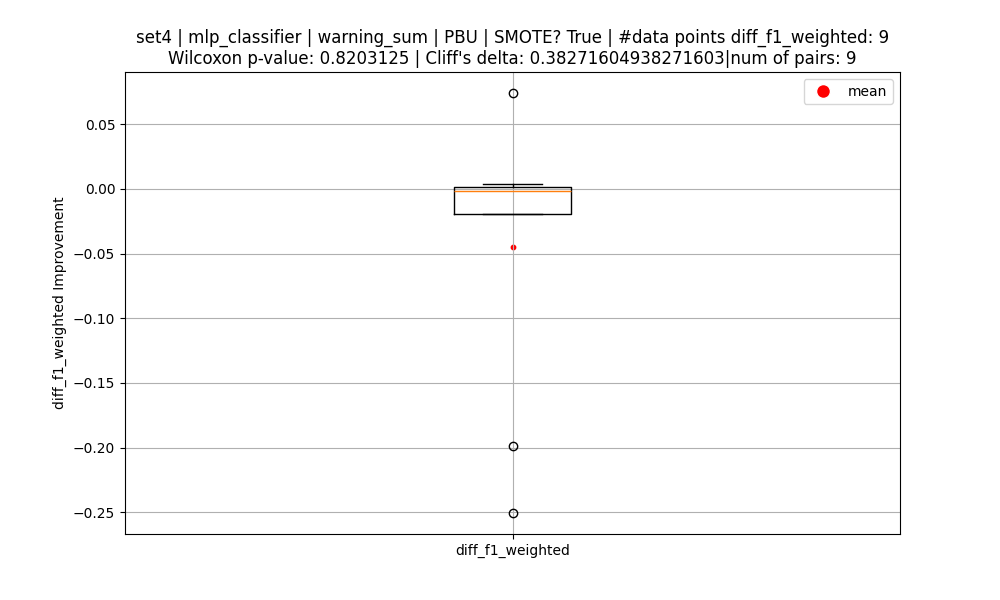 set4 | mlp_classifier | warning_sum | PBU | SMOTE? True | #data points diff_f1_weighted: 9
Wilcoxon p-value: 0.8203125 | Cliff's delta: 0.38271604938271603|num of pairs: 9
mean
0.05
0.00
−0.05
−0.10
−0.15
−0.20
−0.25
diff_f1_weighted Improvement
diff_f1_weighted